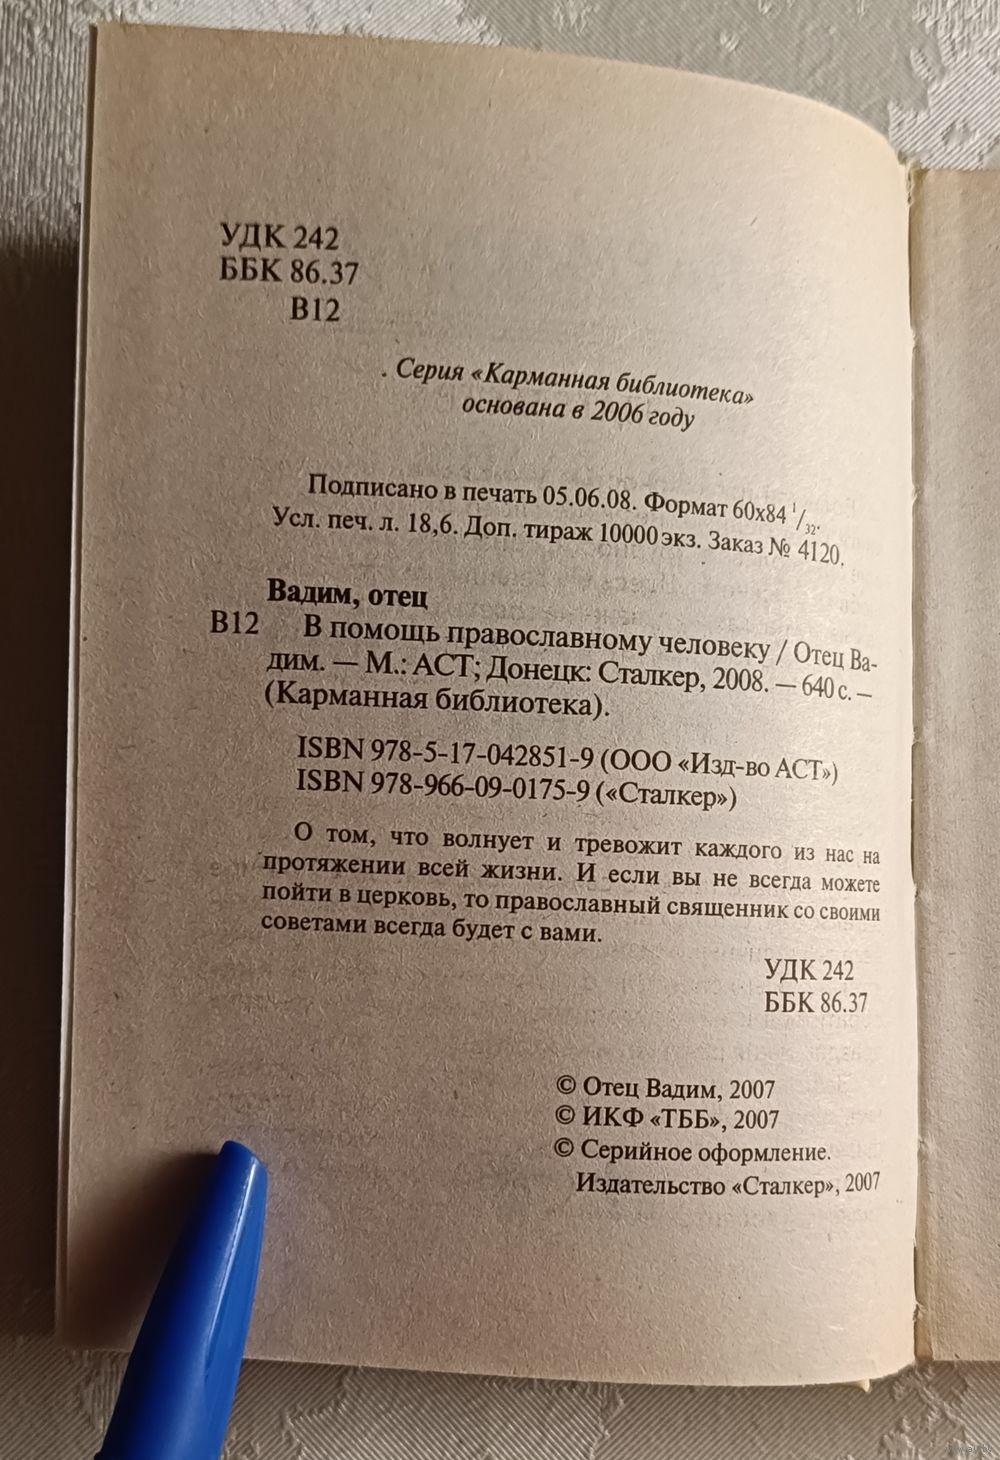 УДК 242
ББК 86.37
В12
. Серия «Карманная библиотека»
основана в 2006 году
Подписано в печать 05.06.08. Формат 60x84 1/32.
Усл. печ. л. 18,6. Доп. тираж 10000 экз. Заказ № 4120.
Вадим, отец
В12 В помощь православному человеку / Отец Ва-
дим. — М.: АСТ; Донецк: Сталкер, 2008. — 640 с. —
(Карманная библиотека).
ISBN 978-5-17-042851-9 (ООО «Изд-во АСТ»)
ISBN 978-966-09-0175-9 («Сталкер»)
О том, что волнует и тревожит каждого из нас на
протяжении всей жизни. И если вы не всегда можете
пойти в церковь, то православный священник со своими
советами всегда будет с вами.
УДК 242
ББК 86.37
© Отец Вадим, 2007
© ИКФ «ТББ», 2007
© Серийное оформление.
Издательство «Сталкер», 2007